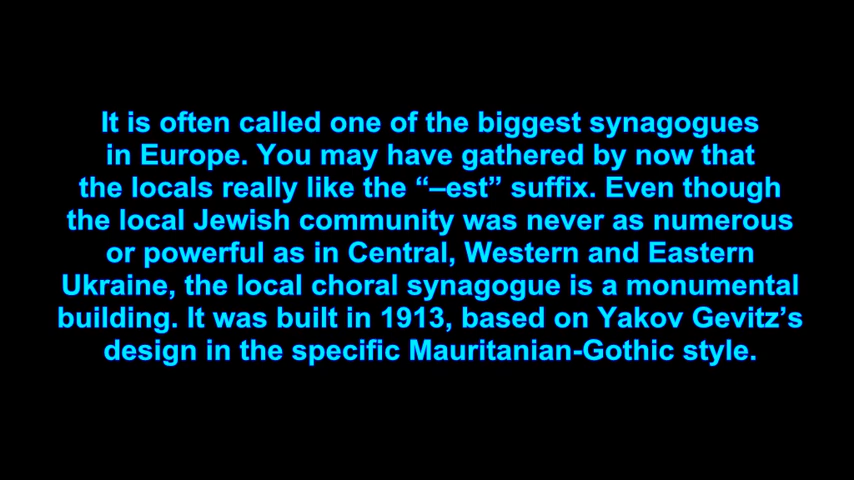 It is often called one of the biggest synagogues
in Europe. You may have gathered by now that
the locals really like the “–est” suffix. Even though
the local Jewish community was never as numerous
or powerful as in Central, Western and Eastern
Ukraine, the local choral synagogue is a monumental
building. It was built in 1913, based on Yakov Gevitz’s
design in the specific Mauritanian-Gothic style.